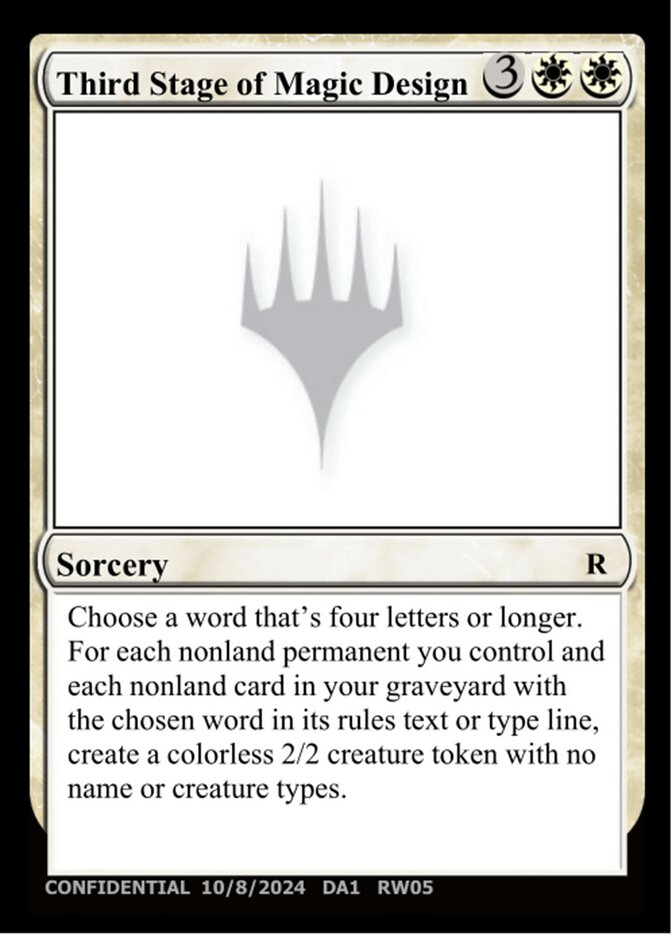 Third Stage of Magic Design 3
Sorcery R
Choose a word that's four letters or longer.
For each nonland permanent you control and
each nonland card in your graveyard with
the chosen word in its rules text or type line,
create a colorless 2/2 creature token with no
name or creature types.
CONFIDENTIAL 10/8/2024 DA1 RW05